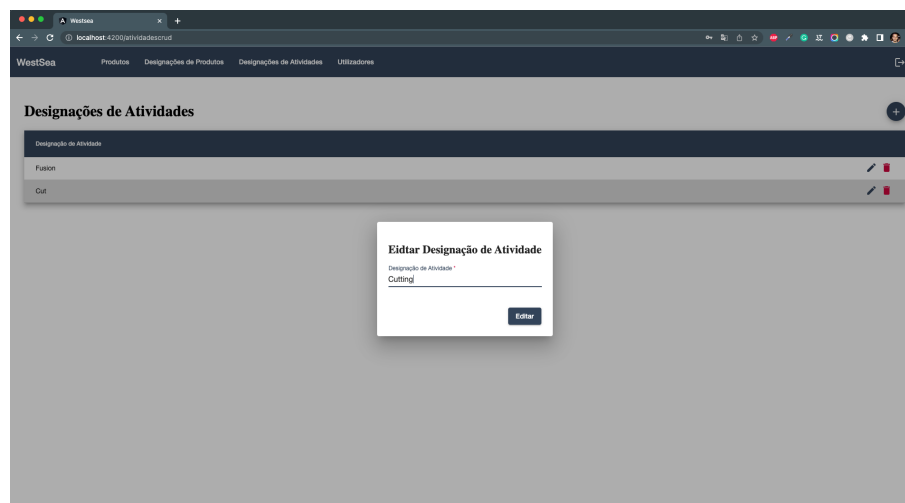 Westsea
localhost:4200/atividadescrud
WestSea Produtos Designações de Produtos Designações de Atividades Utilizadores
Designações de Atividades
Designação de Atividade
Fusion
Cut
Eidtar Designação de Atividade
Designação de Atividade *
Cutting
Editar